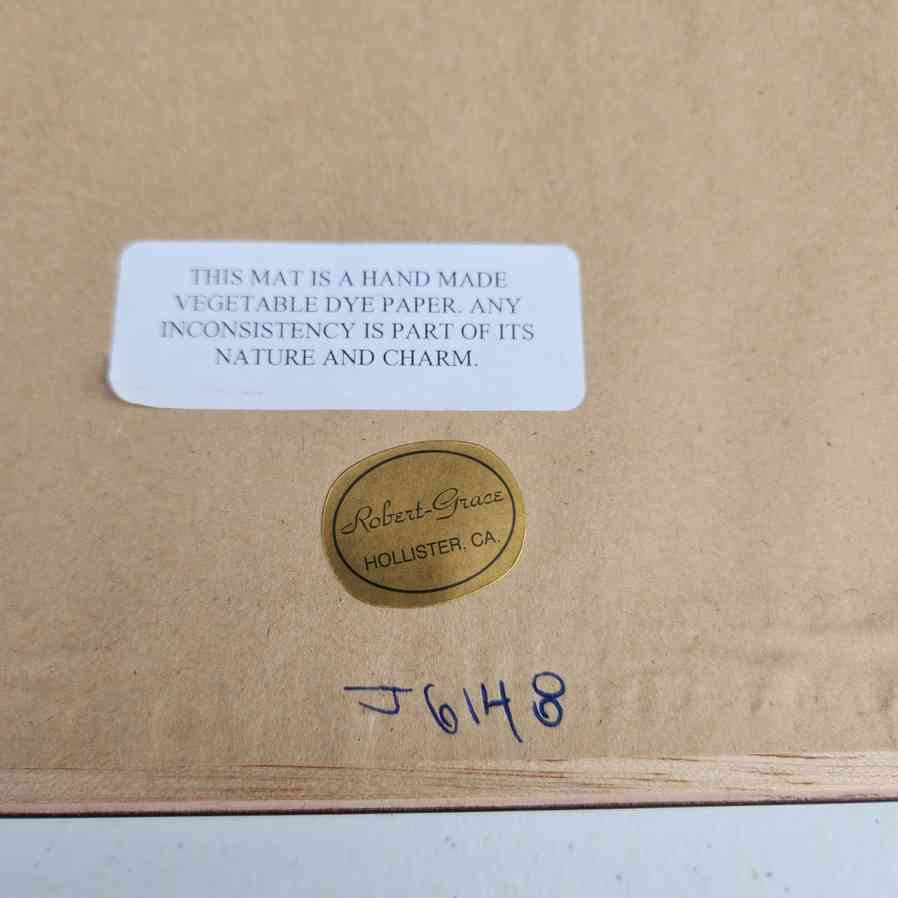 THIS MAT IS A HAND MADE
VEGETABLE DYE PAPER. ANY
INCONSISTENCY IS PART OF ITS
NATURE AND CHARM.
Robert-Grace
HOLLISTER, CA.
J6148